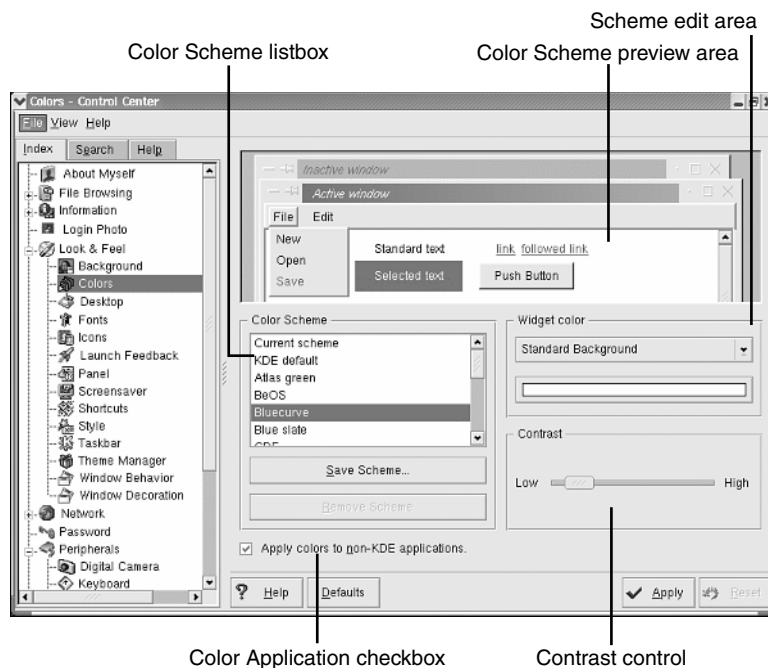 Scheme edit area
Color Scheme listbox
Color Scheme preview area
Colors - Control Center
File View Help
Index Search Help
About Myself
File Browsing
Information
Login Photo
Look & Feel
Background
Colors
Desktop
Fonts
Icons
Launch Feedback
Panel
Screensaver
Shortcuts
Style
Taskbar
Theme Manager
Window Behavior
Window Decoration
Network
Password
Peripherals
Digital Camera
Keyboard
Inactive window
Active window
File Edit
New
Open
Save
Standard text
link followed link
Selected text
Push Button
Color Scheme
Current scheme
KDE default
Atlas green
BeOS
Bluecurve
Blue slate
CDE
Save Scheme...
Remove Scheme
Widget color
Standard Background
Contrast
Low High
Apply colors to non-KDE applications.
? Help Defaults Apply Reset
Color Application checkbox
Contrast control